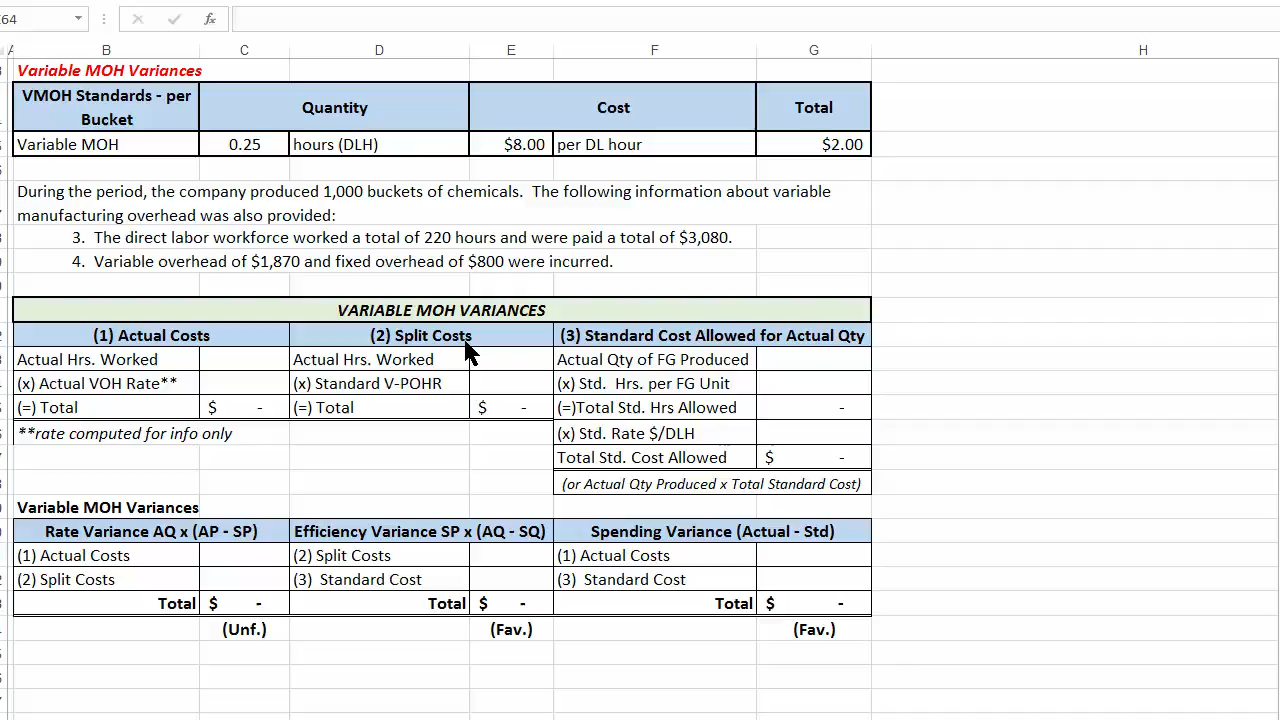 64
fx
A B C D E F G H
Variable MOH Variances
VMOH Standards - per Bucket Quantity Cost Total
Variable MOH 0.25 hours (DLH) $8.00 per DL hour $2.00
During the period, the company produced 1,000 buckets of chemicals. The following information about variable
manufacturing overhead was also provided:
3. The direct labor workforce worked a total of 220 hours and were paid a total of $3,080.
4. Variable overhead of $1,870 and fixed overhead of $800 were incurred.
VARIABLE MOH VARIANCES
(1) Actual Costs (2) Split Costs (3) Standard Cost Allowed for Actual Qty
Actual Hrs. Worked Actual Hrs. Worked Actual Qty of FG Produced
(x) Actual VOH Rate** (x) Standard V-POHR (x) Std. Hrs. per FG Unit
(=) Total $ - (=) Total $ - (=)Total Std. Hrs Allowed -
**rate computed for info only (x) Std. Rate $/DLH
Total Std. Cost Allowed $ -
(or Actual Qty Produced x Total Standard Cost)
Variable MOH Variances
Rate Variance AQ x (AP - SP) Efficiency Variance SP x (AQ - SQ) Spending Variance (Actual - Std)
(1) Actual Costs (2) Split Costs (1) Actual Costs
(2) Split Costs (3) Standard Cost (3) Standard Cost
Total $ - Total $ - Total $ -
(Unf.) (Fav.) (Fav.)